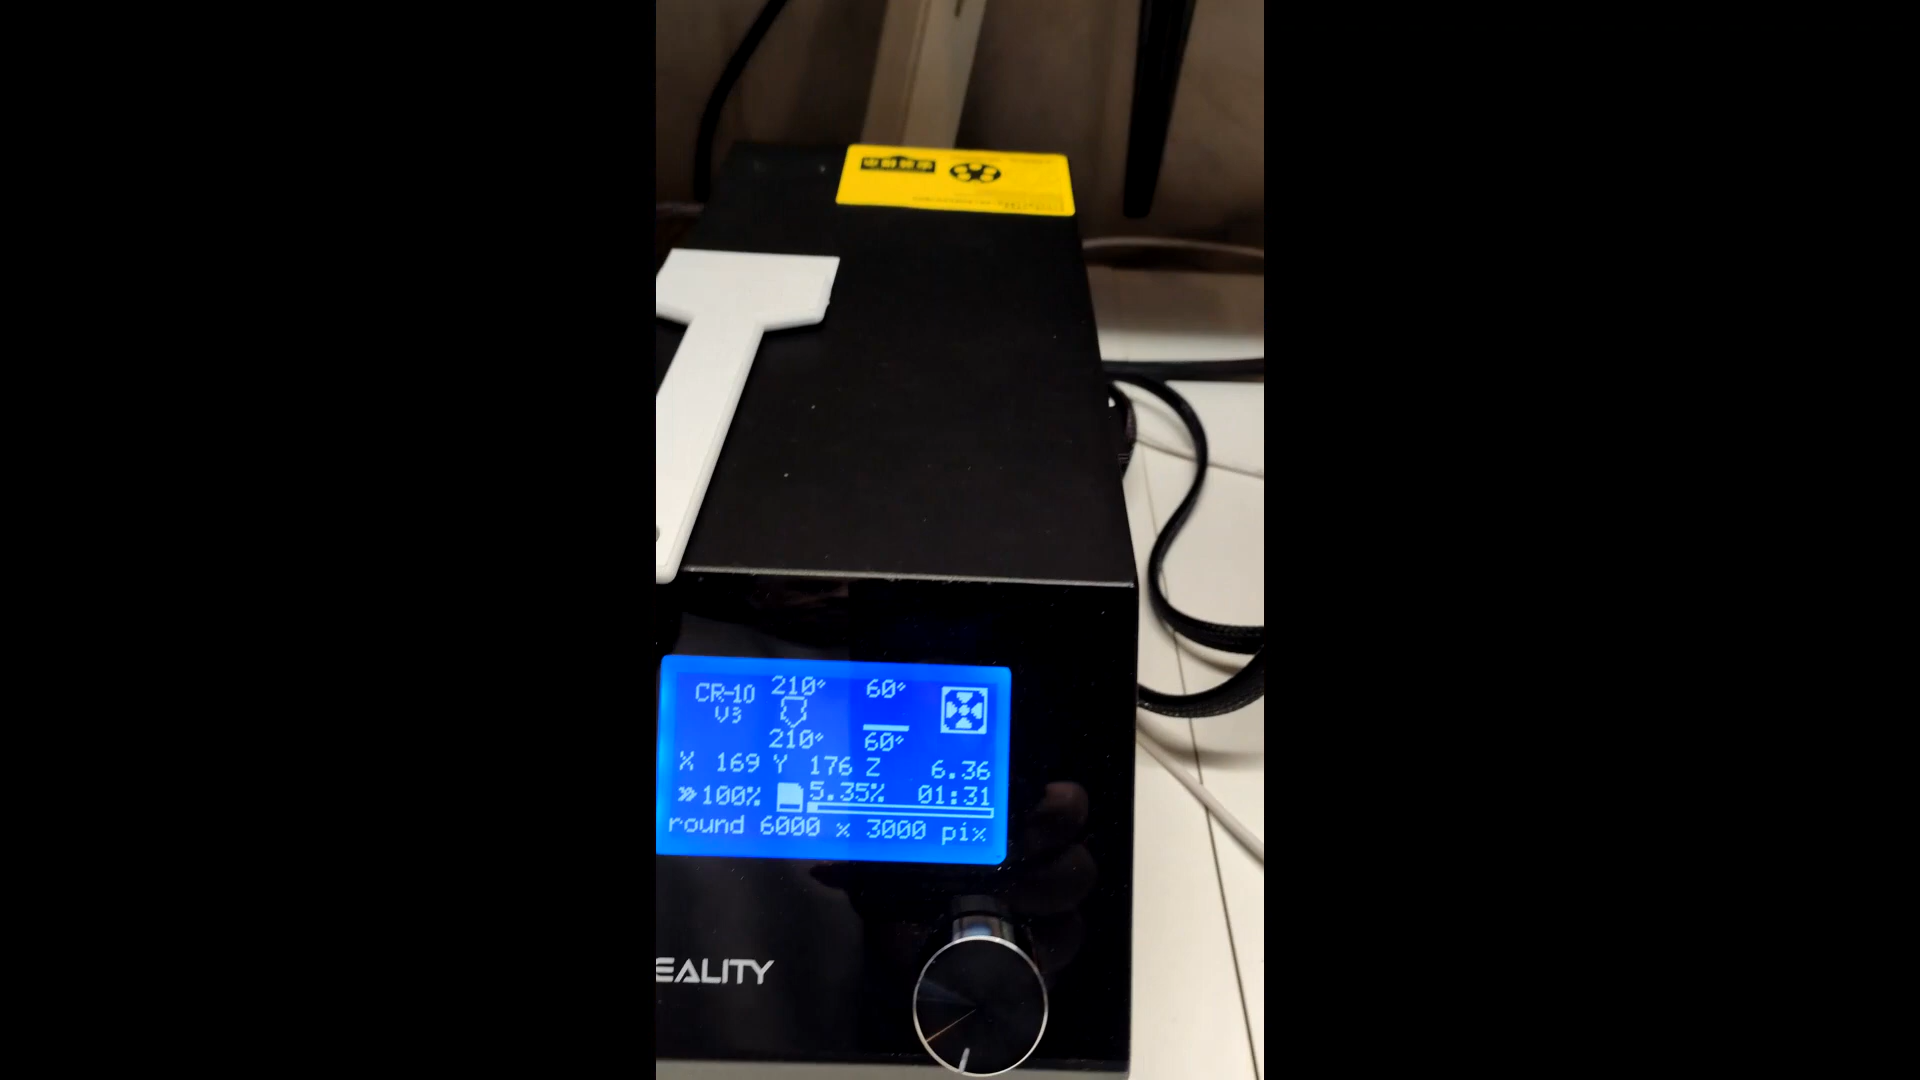 CR-10 210° 60°
V3
210° 60°
X 169 Y 176 Z 6.36
100% 5.35% 01:31
round 6000 x 3000 pix
EALITY